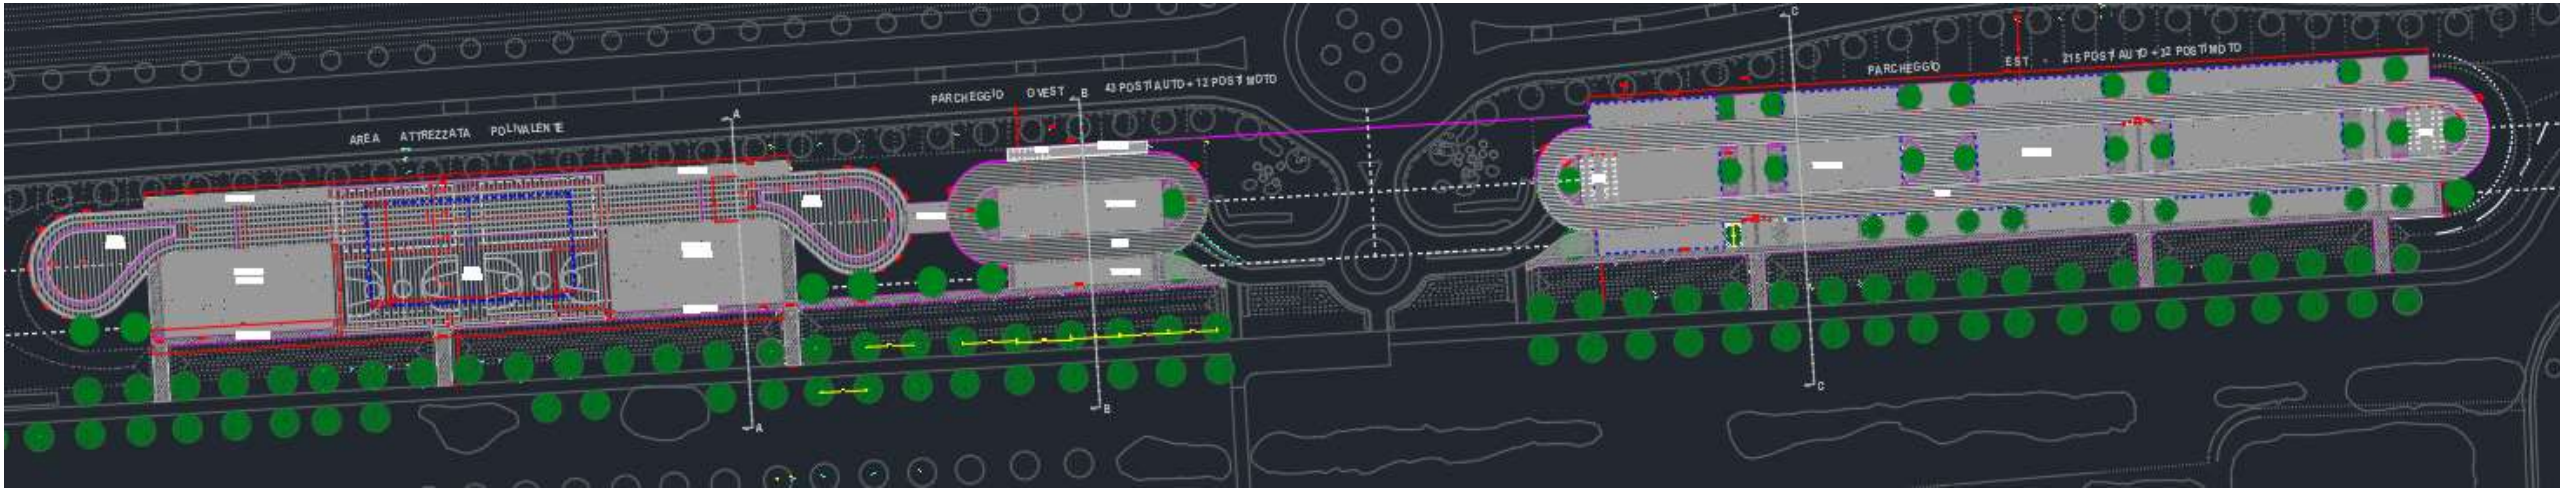 AREA ATTREZZATA POLIVALENTE
A
PARCHEGGIO OVEST
B
43 POSTI AUTO + 12 POSTI MOTO
C
PARCHEGGIO EST - 215 POSTI AUTO + 32 POSTI MOTO
C
B
A